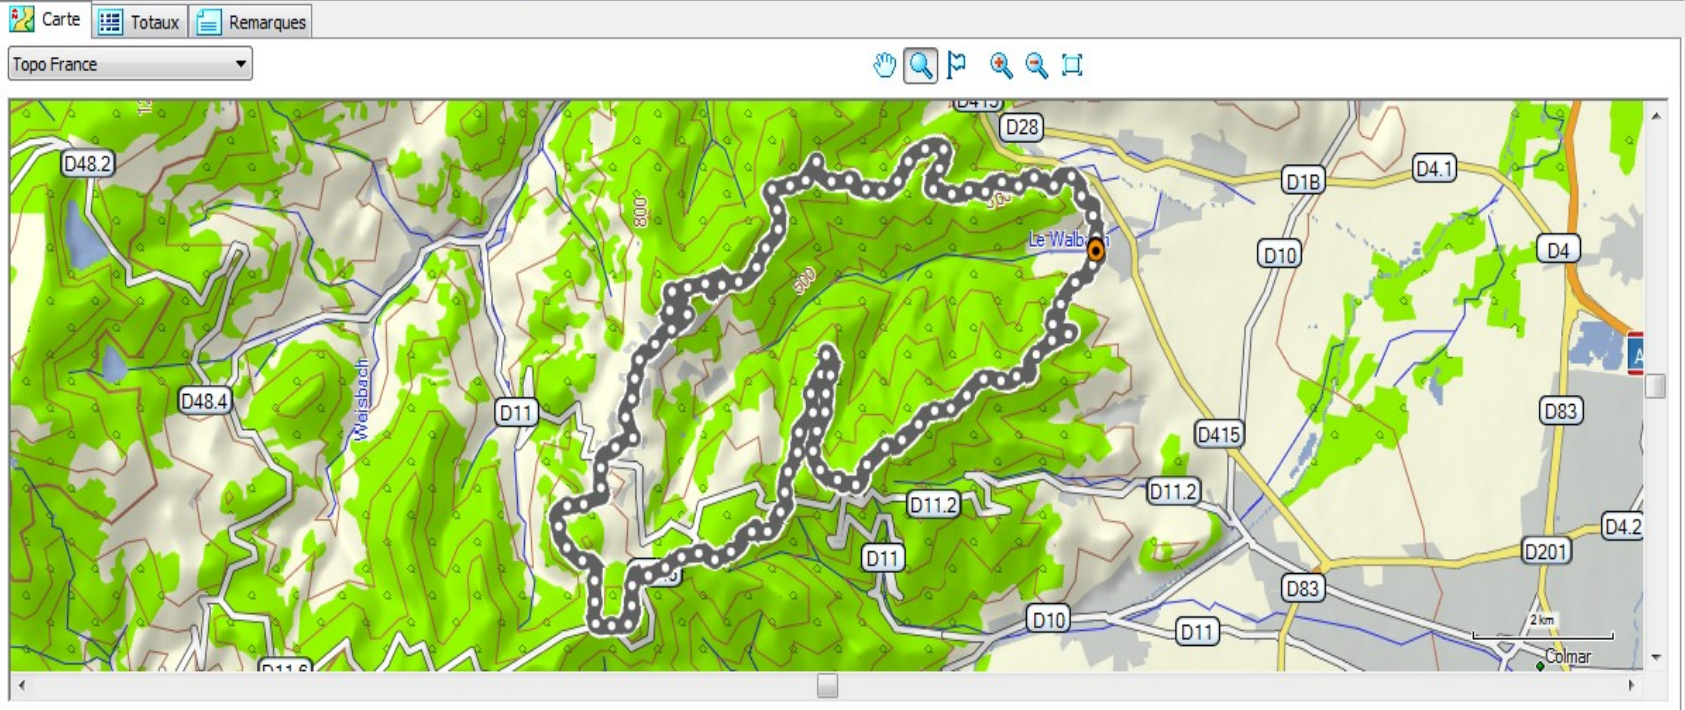 Carte Totaux Remarques
Topo France
D415
D28
D48.2
D1B D4.1
800
Le Walbach
D10 D4
500
A
D48.4 D11 D83
Weisbach
D415
D11.2 D11.2
D4.2
D11 D201
D83
D10 D11
2 km
Colmar
D11.6